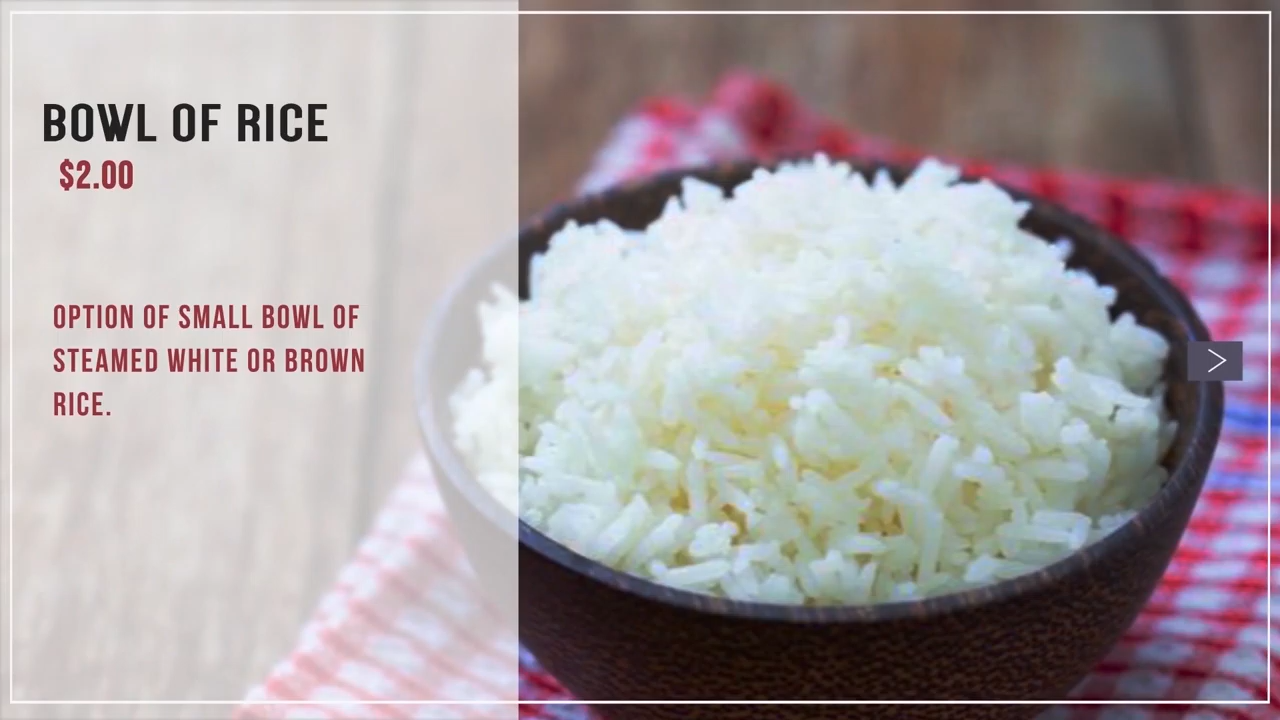 BOWL OF RICE
$2.00
OPTION OF SMALL BOWL OF
STEAMED WHITE OR BROWN
RICE.